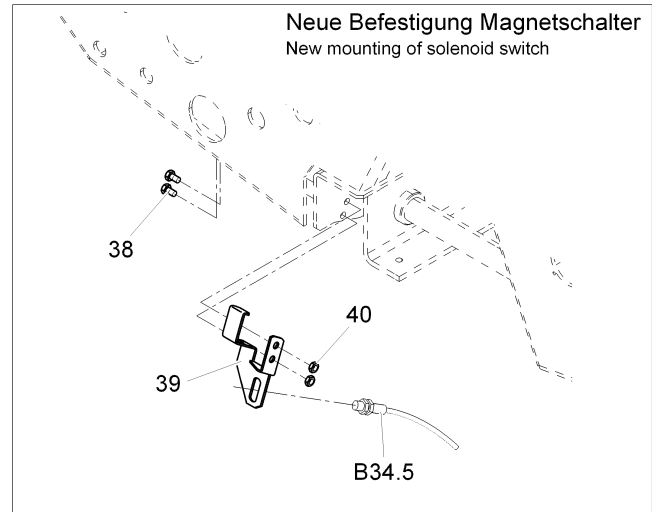 Neue Befestigung Magnetschalter
New mounting of solenoid switch
38
40
39
B34.5